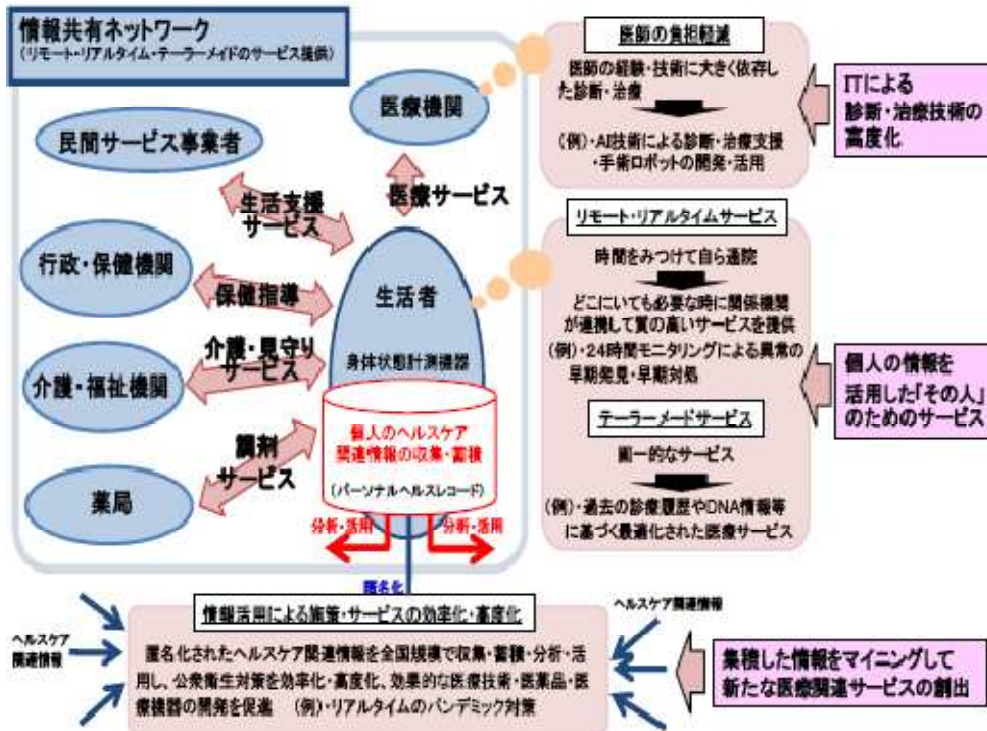 情報共有ネットワーク
(リモート・リアルタイム・テーラーメイドのサービス提供)
医療機関
民間サービス事業者
医療サービス
生活支援
サービス
行政・保健機関
保健指導
生活者
介護・見守り
サービス
身体状態計測機器
介護・福祉機関
個人のヘルスケア
関連情報の収集・蓄積
(パーソナルヘルスレコード)
調剤
サービス
薬局
分析・活用
分析・活用
匿名化
医師の負担軽減
医師の経験・技術に大きく依存し
た診断・治療
(例)・AI技術による診断・治療支援
・手術ロボットの開発・活用
ITによる
診断・治療技術の
高度化
リモート・リアルタイムサービス
時間をみつけて自ら通院
どこにいても必要な時に関係機関
が連携して質の高いサービスを提供
(例)・24時間モニタリングによる異常の
早期発見・早期対処
テーラーメードサービス
画一的なサービス
(例)・過去の診療履歴やDNA情報等
に基づく最適化された医療サービス
個人の情報を
活用した「その人」
のためのサービス
情報活用による施策・サービスの効率化・高度化
ヘルスケア
関連情報
ヘルスケア関連情報
匿名化されたヘルスケア関連情報を全国規模で収集・蓄積・分析・活
用し、公衆衛生対策を効率化・高度化、効果的な医療技術・医薬品・医
療機器の開発を促進 (例)・リアルタイムのパンデミック対策
集積した情報をマイニングして
新たな医療関連サービスの創出